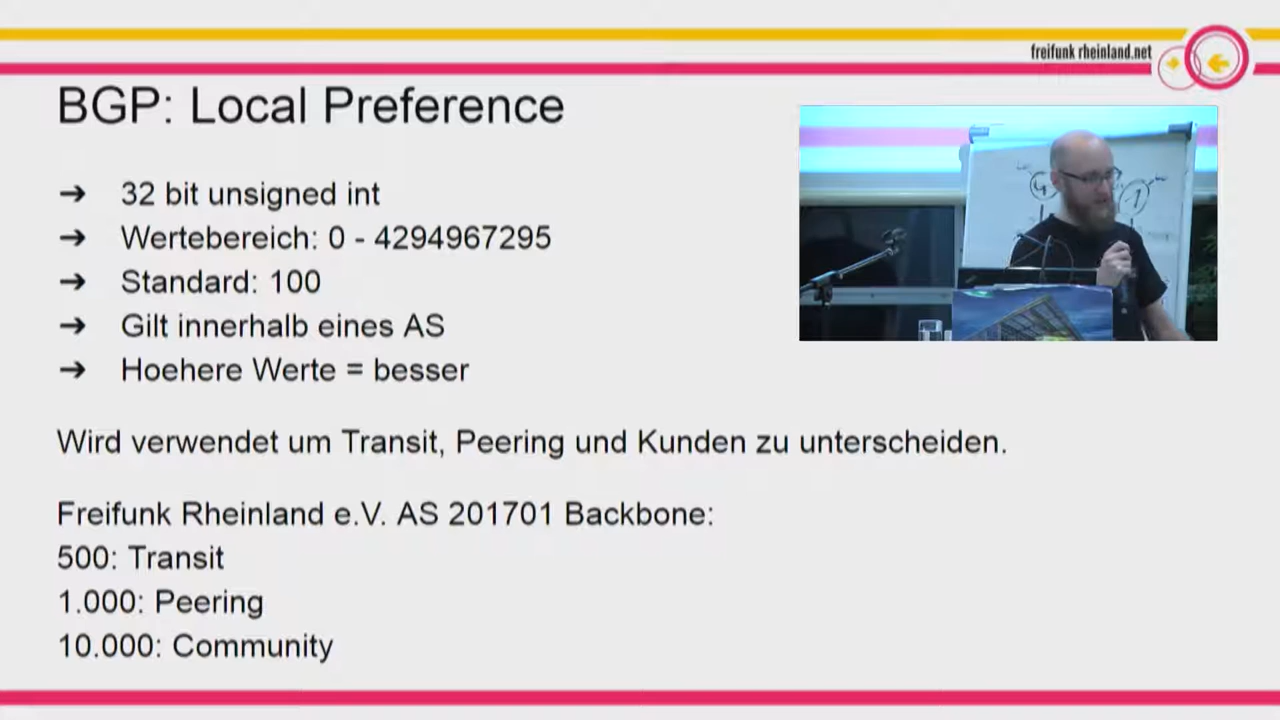 freifunk rheinland.net
BGP: Local Preference
➔ 32 bit unsigned int
➔ Wertebereich: 0 - 4294967295
➔ Standard: 100
➔ Gilt innerhalb eines AS
➔ Hoehere Werte = besser
Wird verwendet um Transit, Peering und Kunden zu unterscheiden.
Freifunk Rheinland e.V. AS 201701 Backbone:
500: Transit
1.000: Peering
10.000: Community